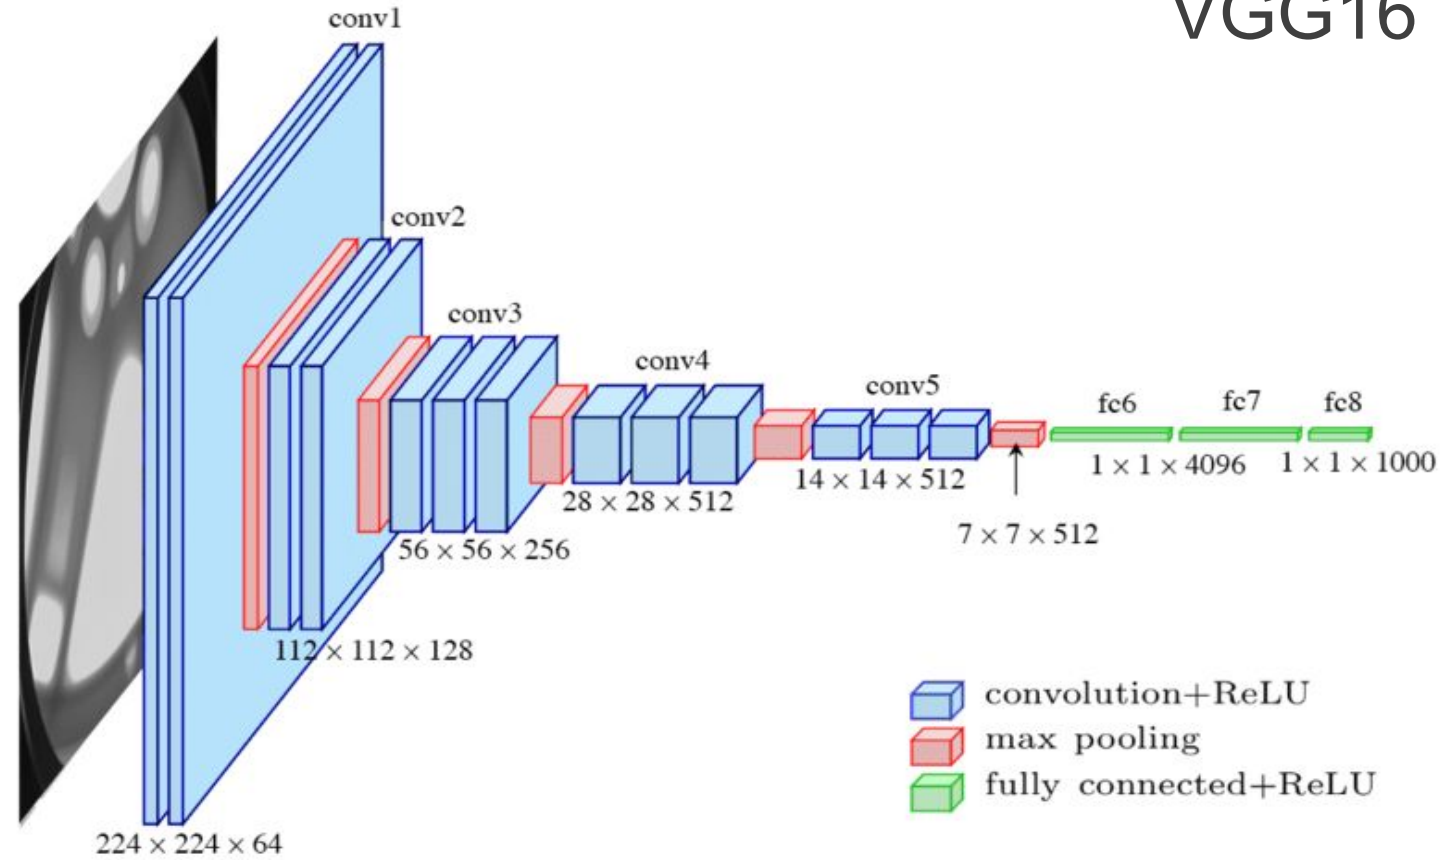 VGG16
conv1
conv2
conv3
conv4
conv5
fc6
fc7
fc8
1 × 1 × 4096
1 × 1 × 1000
14 × 14 × 512
28 × 28 × 512
7 × 7 × 512
56 × 56 × 256
112 × 112 × 128
224 × 224 × 64
convolution+ReLU
max pooling
fully connected+ReLU